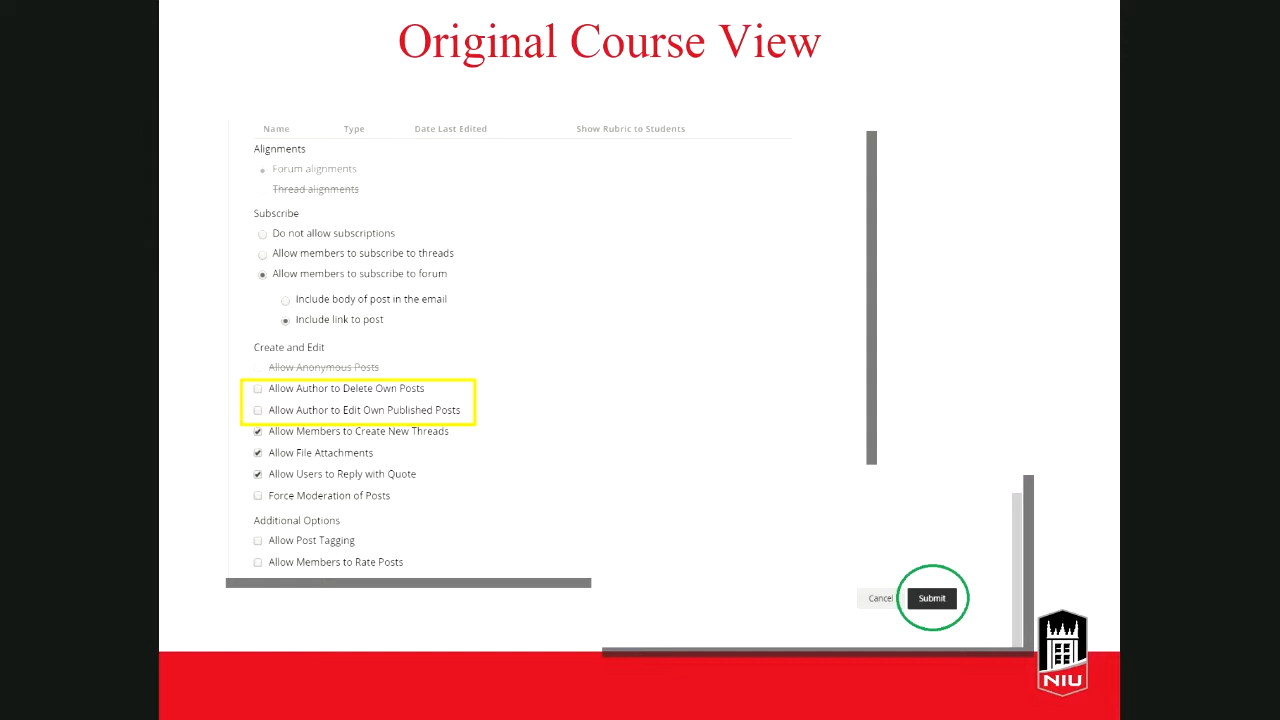 Original Course View
Name Type Date Last Edited Show Rubric to Students
Alignments
Forum alignments
Thread alignments
Subscribe
Do not allow subscriptions
Allow members to subscribe to threads
Allow members to subscribe to forum
Include body of post in the email
Include link to post
Create and Edit
Allow Anonymous Posts
Allow Author to Delete Own Posts
Allow Author to Edit Own Published Posts
Allow Members to Create New Threads
Allow File Attachments
Allow Users to Reply with Quote
Force Moderation of Posts
Additional Options
Allow Post Tagging
Allow Members to Rate Posts
Cancel Submit
NIU